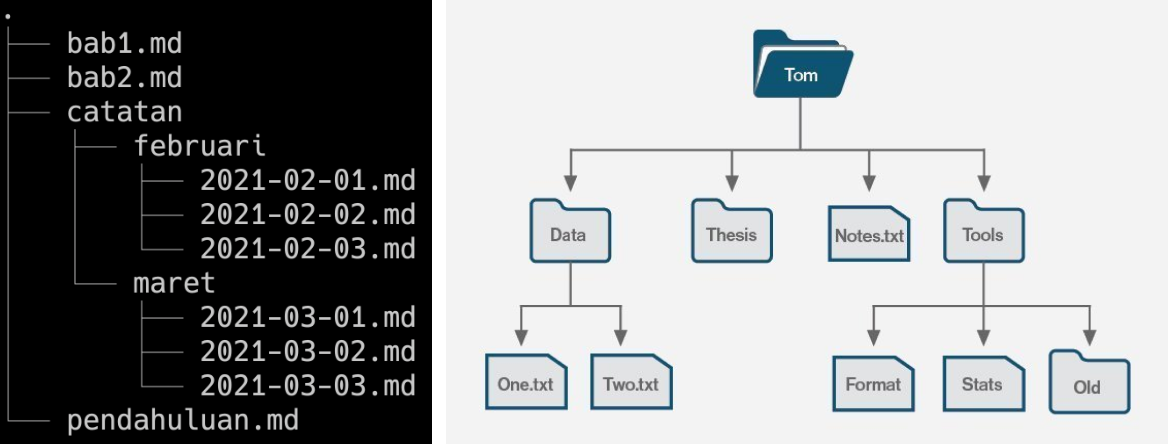 .
bab1.md
bab2.md
catatan
februari
2021-02-01.md
2021-02-02.md
2021-02-03.md
maret
2021-03-01.md
2021-03-02.md
2021-03-03.md
pendahuluan.md
Tom
Data
Thesis
Notes.txt
Tools
One.txt
Two.txt
Format
Stats
Old